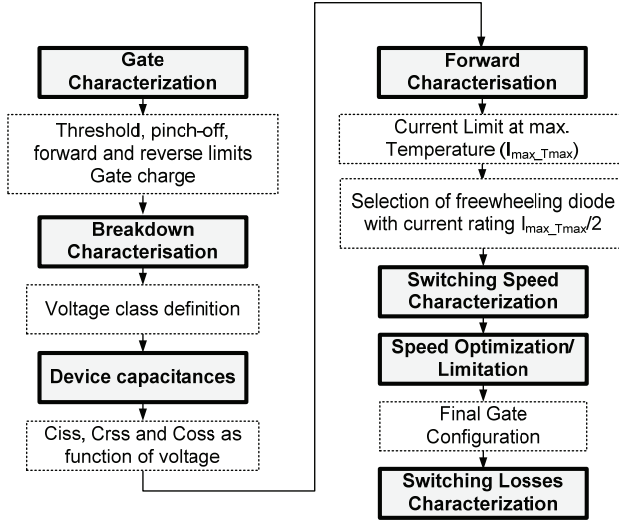 Gate
Characterization
Threshold, pinch-off,
forward and reverse limits
Gate charge
Breakdown
Characterisation
Voltage class definition
Device capacitances
Ciss, Crss and Coss as
function of voltage
Forward
Characterisation
Current Limit at max.
Temperature (Imax_Tmax)
Selection of freewheeling diode
with current rating Imax_Tmax/2
Switching Speed
Characterization
Speed Optimization/
Limitation
Final Gate
Configuration
Switching Losses
Characterization